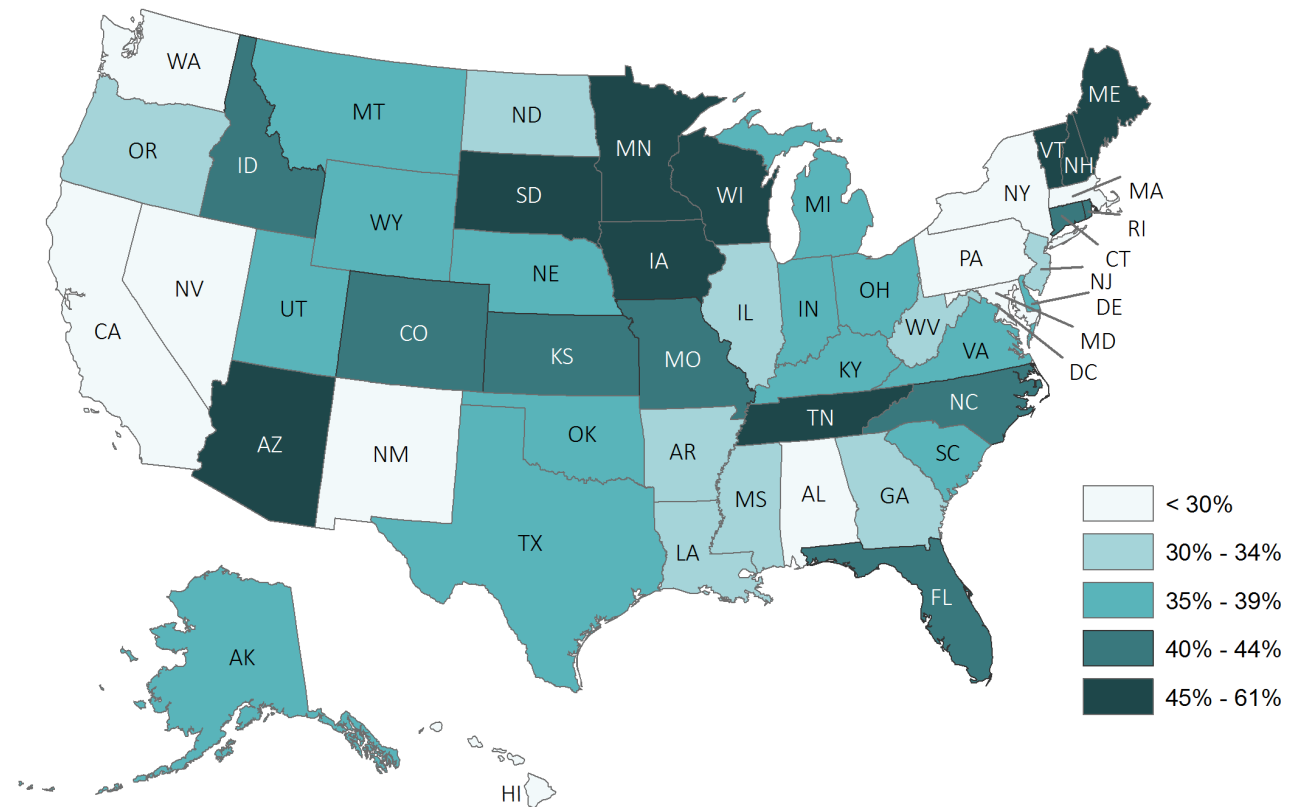 WA
MT
ND
MN
ME
OR
ID
SD
WI
VT
NH
NY
MA
WY
MI
RI
IA
PA
CT
NE
NJ
NV
UT
IL
IN
OH
DE
CA
CO
WV
MD
KS
MO
KY
VA
DC
NC
TN
AZ
NM
OK
AR
SC
MS
AL
GA
< 30%
TX
LA
30% - 34%
FL
35% - 39%
AK
40% - 44%
45% - 61%
HI